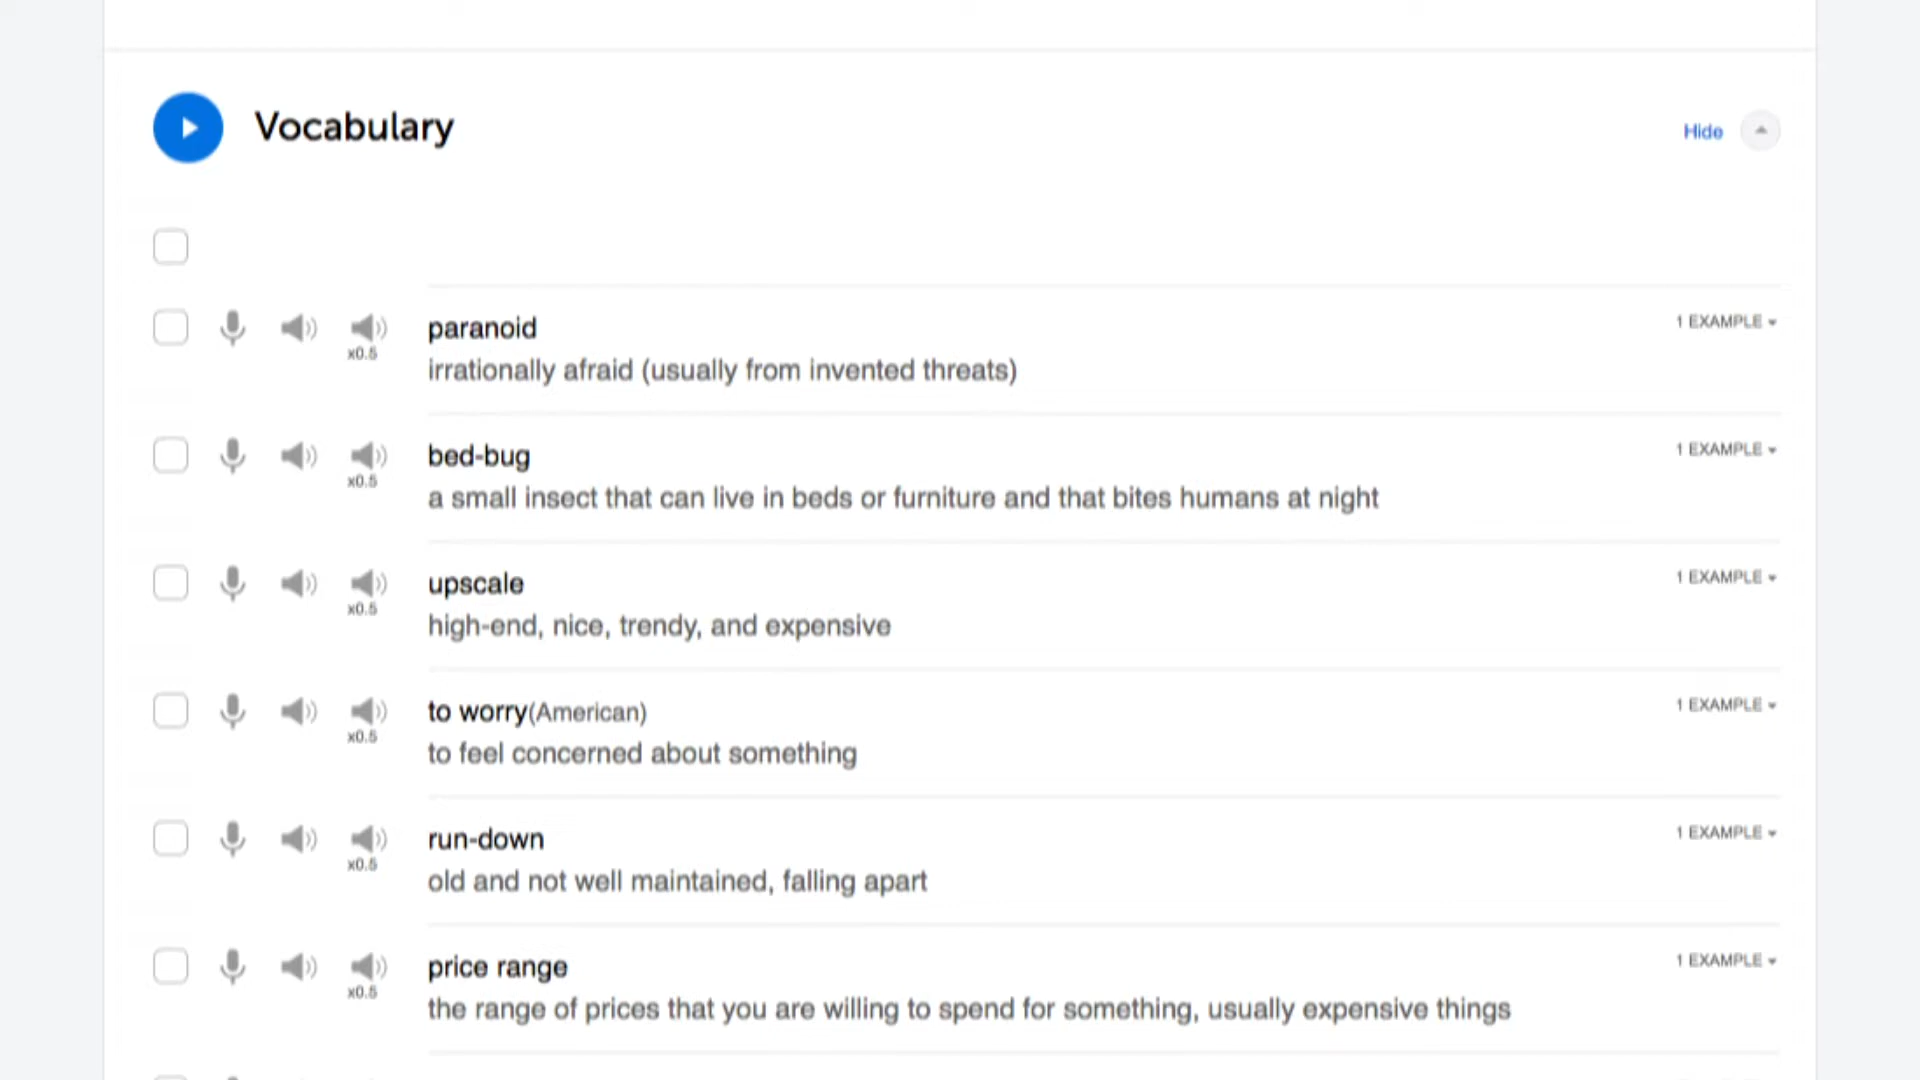 Vocabulary
Hide
paranoid
1 EXAMPLE
x0.5
irrationally afraid (usually from invented threats)
bed-bug
1 EXAMPLE
x0.5
a small insect that can live in beds or furniture and that bites humans at night
upscale
1 EXAMPLE
x0.5
high-end, nice, trendy, and expensive
to worry(American)
1 EXAMPLE
x0.5
to feel concerned about something
run-down
1 EXAMPLE
x0.5
old and not well maintained, falling apart
price range
1 EXAMPLE
x0.5
the range of prices that you are willing to spend for something, usually expensive things